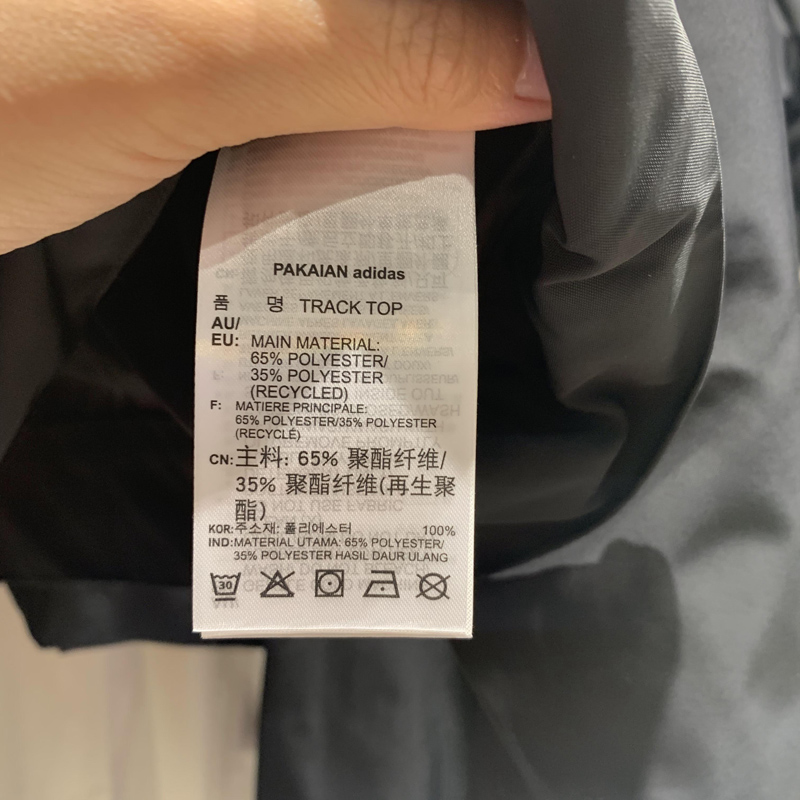 PAKAIAN adidas
품 명 TRACK TOP
AU/
EU: MAIN MATERIAL:
65% POLYESTER/
35% POLYESTER
(RECYCLED)
F: MATIERE PRINCIPALE:
65% POLYESTER/35% POLYESTER
(RECYCLÉ)
CN:主料: 65% 聚酯纤维/
35% 聚酯纤维(再生聚
酯)
KOR:주소재: 폴리에스터 100%
IND:MATERIAL UTAMA: 65% POLYESTER/
35% POLYESTER HASIL DAUR ULANG
30